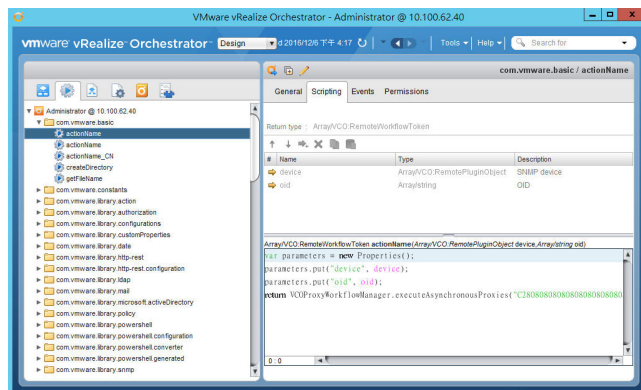 VMware vRealize Orchestrator - Administrator @ 10.100.62.40
vmware vRealize Orchestrator Design d 2016/12/6 下午 4:17 Tools Help Search for
com.vmware.basic / actionName
General Scripting Events Permissions
Return type : Array/VCO:RemoteWorkflowToken
# Name Type Description
device Array/VCO:RemotePluginObject SNMP device
oid Array/string OID
Administrator @ 10.100.62.40
com.vmware.basic
actionName
actionName
actionName_CN
createDirectory
getFileName
com.vmware.constants
com.vmware.library.action
com.vmware.library.authorization
com.vmware.library.configurations
com.vmware.library.customProperties
com.vmware.library.date
com.vmware.library.http-rest
com.vmware.library.http-rest.configuration
com.vmware.library.ldap
com.vmware.library.mail
com.vmware.library.microsoft.activeDirectory
com.vmware.library.policy
com.vmware.library.powershell
com.vmware.library.powershell.configuration
com.vmware.library.powershell.converter
com.vmware.library.powershell.generated
com.vmware.library.snmp
Array/VCO:RemoteWorkflowToken actionName(Array/VCO:RemotePluginObject device,Array/string oid)
var parameters = new Properties();
parameters.put("device", device);
parameters.put("oid", oid);
return VCOProxyWorkflowManager.executeAsynchronousProxies("C2808080808080808080808080
0 : 0